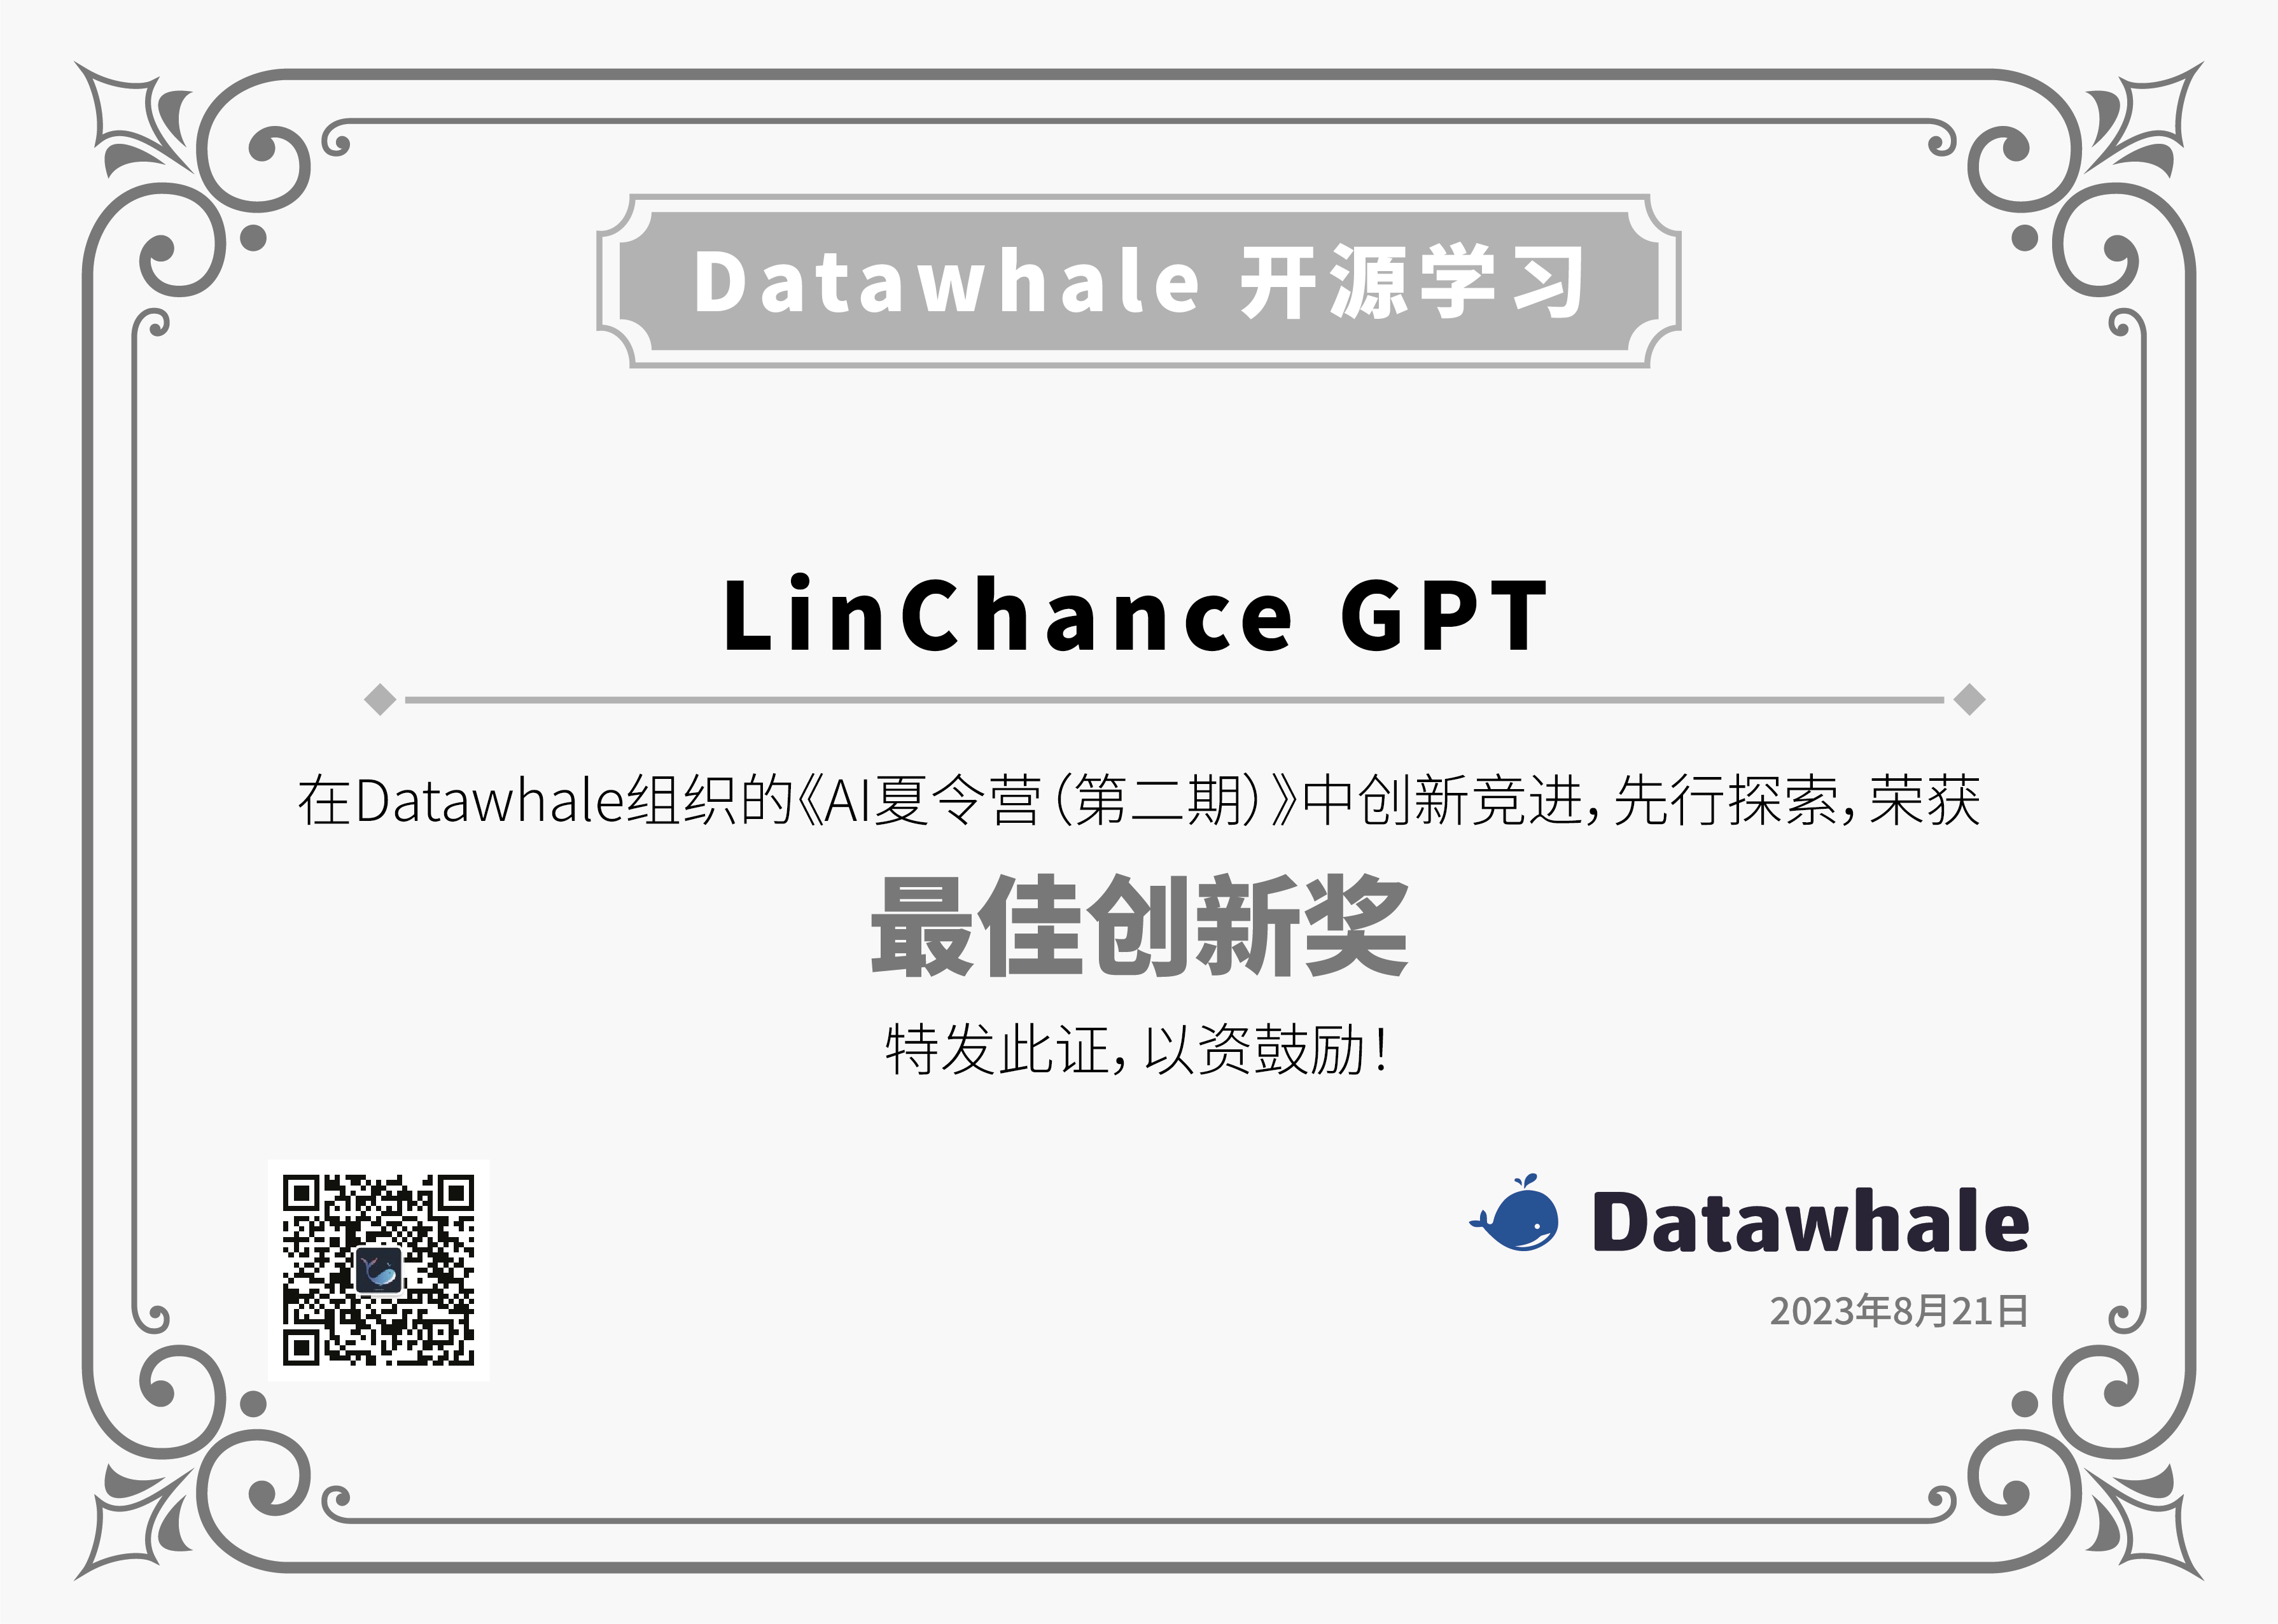 Datawhale 开源学习
LinChance GPT
在Datawhale组织的《AI夏令营（第二期）》中创新竞进，先行探索，荣获
最佳创新奖
特发此证，以资鼓励！
Datawhale
2023年8月21日